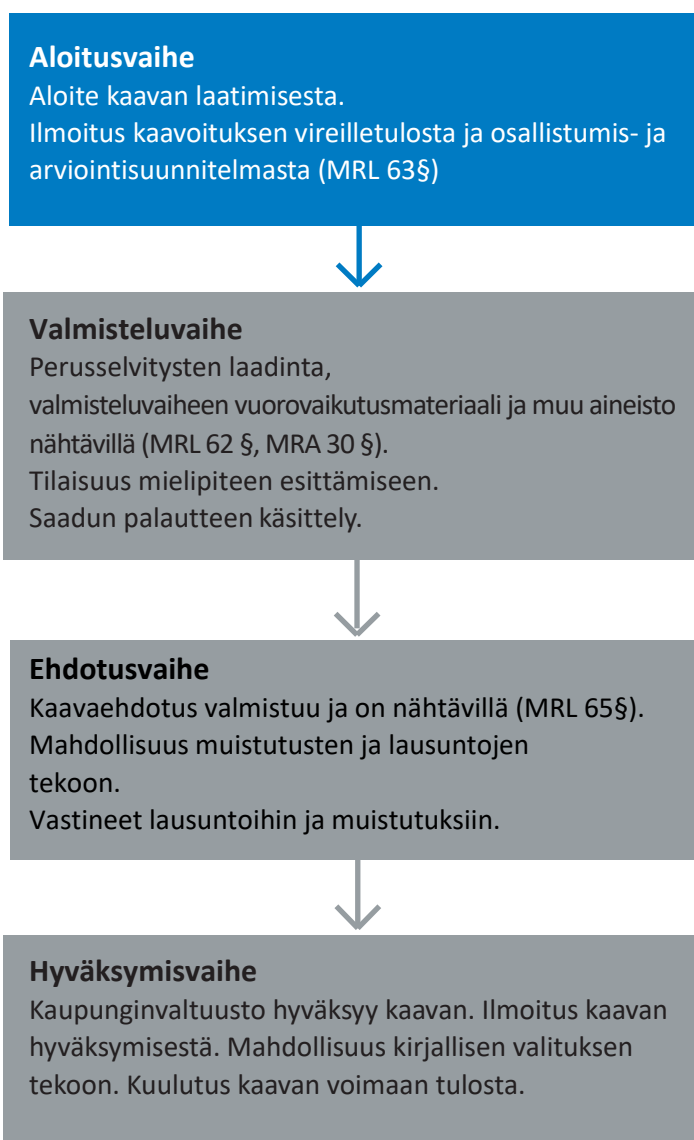 Aloitusvaihe
Aloite kaavan laatimisesta.
Ilmoitus kaavoituksen vireilletulosta ja osallistumis- ja
arviointisuunnitelmasta (MRL 63§)
Valmisteluvaihe
Perusselvitysten laadinta,
valmisteluvaiheen vuorovaikutusmateriaali ja muu aineisto
nähtävillä (MRL 62 §, MRA 30 §).
Tilaisuus mielipiteen esittämiseen.
Saadun palautteen käsittely.
Ehdotusvaihe
Kaavaehdotus valmistuu ja on nähtävillä (MRL 65§).
Mahdollisuus muistutusten ja lausuntojen
tekoon.
Vastineet lausuntoihin ja muistutuksiin.
Hyväksymisvaihe
Kaupunginvaltuusto hyväksyy kaavan. Ilmoitus kaavan
hyväksymisestä. Mahdollisuus kirjallisen valituksen
tekoon. Kuulutus kaavan voimaan tulosta.